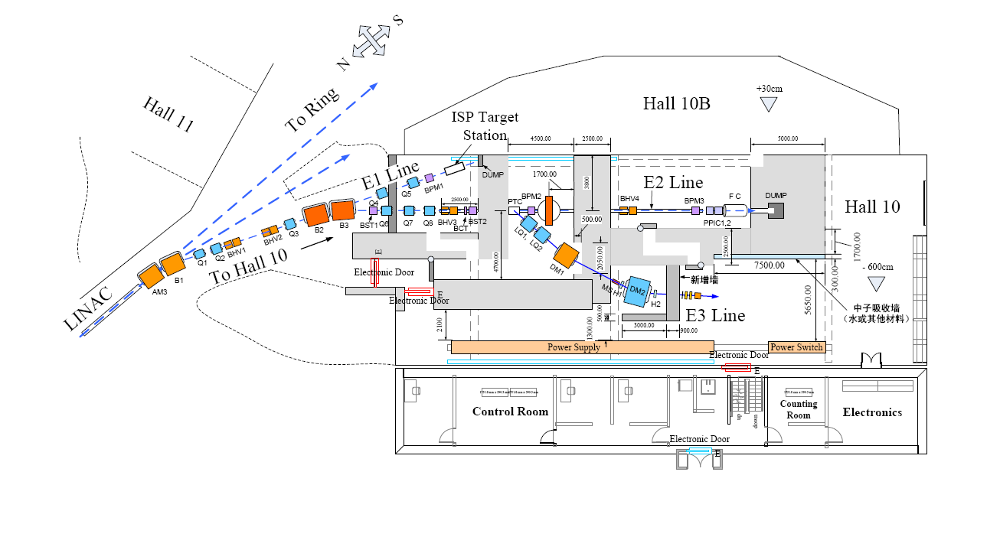 S
N
+30cm
Hall 10B
Hall 11
To Ring
ISP Target
Station
4500.00
2500.00
5000.00
E1 Line
DUMP
1700.00
3800
E2 Line
Q4
Q5
BPM1
2500.00
PTC
BPM2
BHV4
BPM3
F C
DUMP
Hall 10
B2
B3
BST1
Q6
Q7
Q8
BHV3
BCT
BST2
500.00
PPIC1,2
Q3
BHV2
BHV1
Q2
Q1
LQ1, LQ2
2500.00
1700.00
To Hall 10
B1
AM3
LINAC
E
Electronic Door
Electronic Door
E
4700.00
DM1
2050.00
7500.00
300.00
- 600cm
新增墙
MS
H1
DM2
H2
E3 Line
5650.00
中子吸收墙
（水或其他材料）
2100
500.00
1300.00
3000.00
900.00
Power Supply
Power Switch
Electronic Door
E
Control Room
up
down
Counting
Room
Electronics
Electronic Door
E